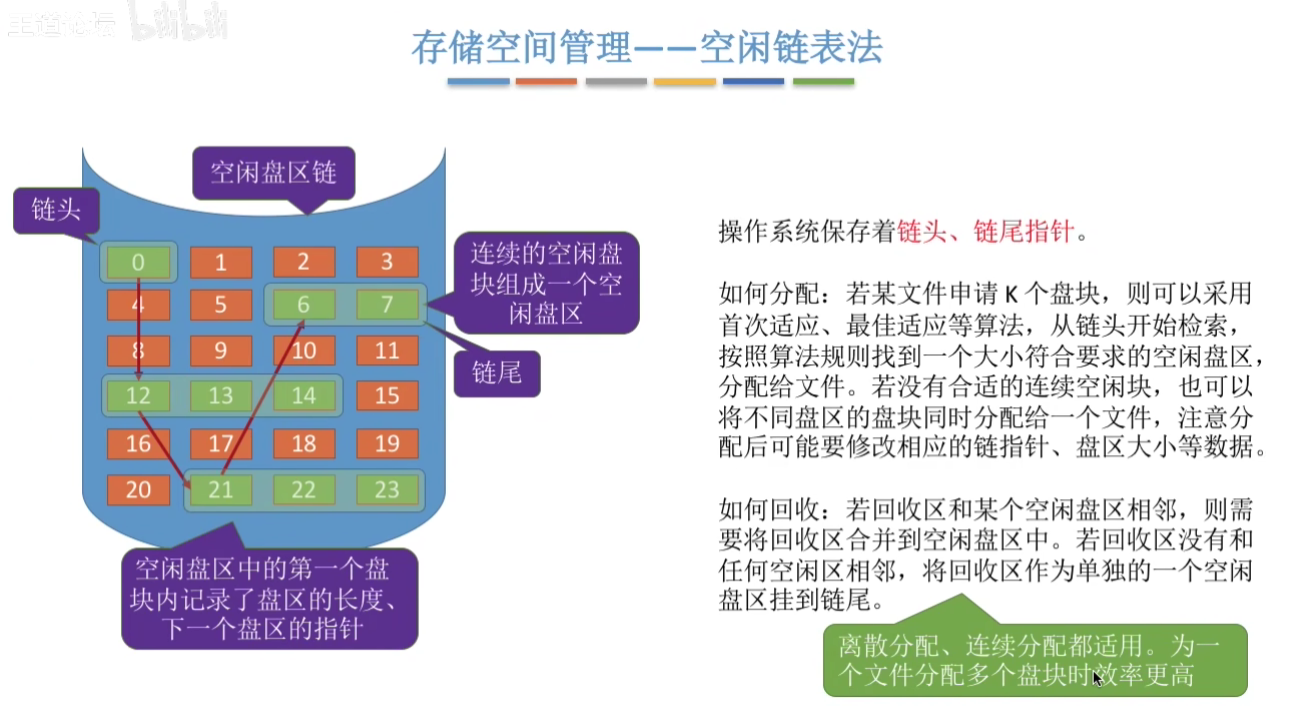 王道论坛 bilibili
存储空间管理——空闲链表法
空闲盘区链
链头
0 1 2 3
4 5 6 7
8 9 10 11
12 13 14 15
16 17 18 19
20 21 22 23
连续的空闲盘
块组成一个空
闲盘区
链尾
空闲盘区中的第一个盘
块内记录了盘区的长度、
下一个盘区的指针
操作系统保存着链头、链尾指针。
如何分配：若某文件申请 K 个盘块，则可以采用
首次适应、最佳适应等算法，从链头开始检索，
按照算法规则找到一个大小符合要求的空闲盘区，
分配给文件。若没有合适的连续空闲块，也可以
将不同盘区的盘块同时分配给一个文件，注意分
配后可能要修改相应的链指针、盘区大小等数据。
如何回收：若回收区和某个空闲盘区相邻，则需
要将回收区合并到空闲盘区中。若回收区没有和
任何空闲区相邻，将回收区作为单独的一个空闲
盘区挂到链尾。
离散分配、连续分配都适用。为一
个文件分配多个盘块时效率更高